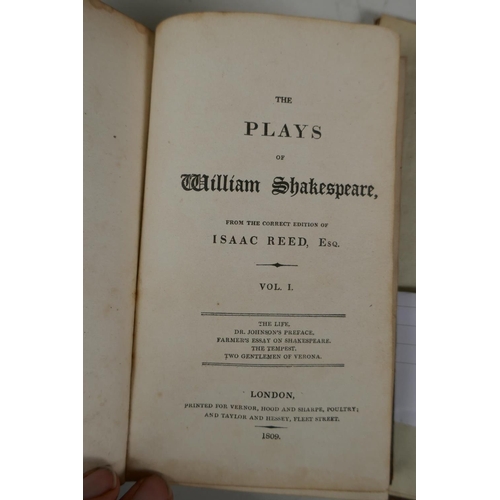 THE
PLAYS
OF
William Shakespeare,
FROM THE CORRECT EDITION OF
ISAAC REED, Esq.
VOL. I.
THE LIFE,
DR. JOHNSON'S PREFACE,
FARMER'S ESSAY ON SHAKESPEARE,
THE TEMPEST,
TWO GENTLEMEN OF VERONA.
LONDON,
PRINTED FOR VERNOR, HOOD AND SHARPE, POULTRY;
AND TAYLOR AND HESSEY, FLEET STREET.
1809.